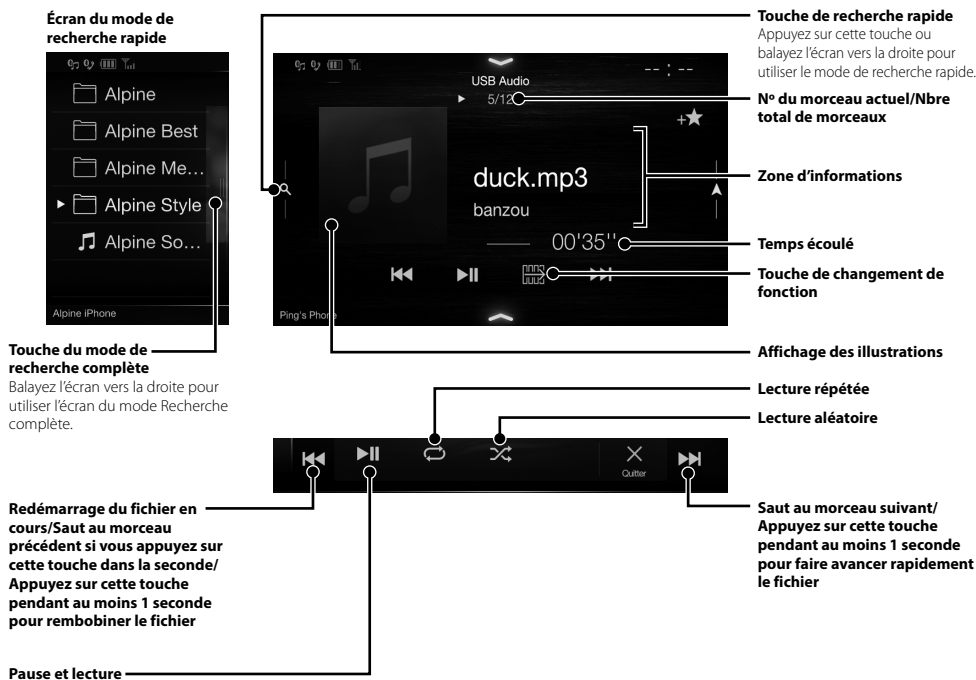 Écran du mode de
recherche rapide
Alpine
Alpine Best
Alpine Me...
Alpine Style
Alpine So...
Alpine iPhone
Touche du mode de
recherche complète
Balayez l'écran vers la droite pour
utiliser l'écran du mode Recherche
complète.
USB Audio
5/12
-- : --
duck.mp3
banzou
00'35''
Ping's Phone
Touche de recherche rapide
Appuyez sur cette touche ou
balayez l'écran vers la droite pour
utiliser le mode de recherche rapide.
Nº du morceau actuel/Nbre
total de morceaux
Zone d'informations
Temps écoulé
Touche de changement de
fonction
Affichage des illustrations
Lecture répétée
Lecture aléatoire
Quitter
Redémarrage du fichier en
cours/Saut au morceau
précédent si vous appuyez sur
cette touche dans la seconde/
Appuyez sur cette touche
pendant au moins 1 seconde
pour rembobiner le fichier
Saut au morceau suivant/
Appuyez sur cette touche
pendant au moins 1 seconde
pour faire avancer rapidement
le fichier
Pause et lecture